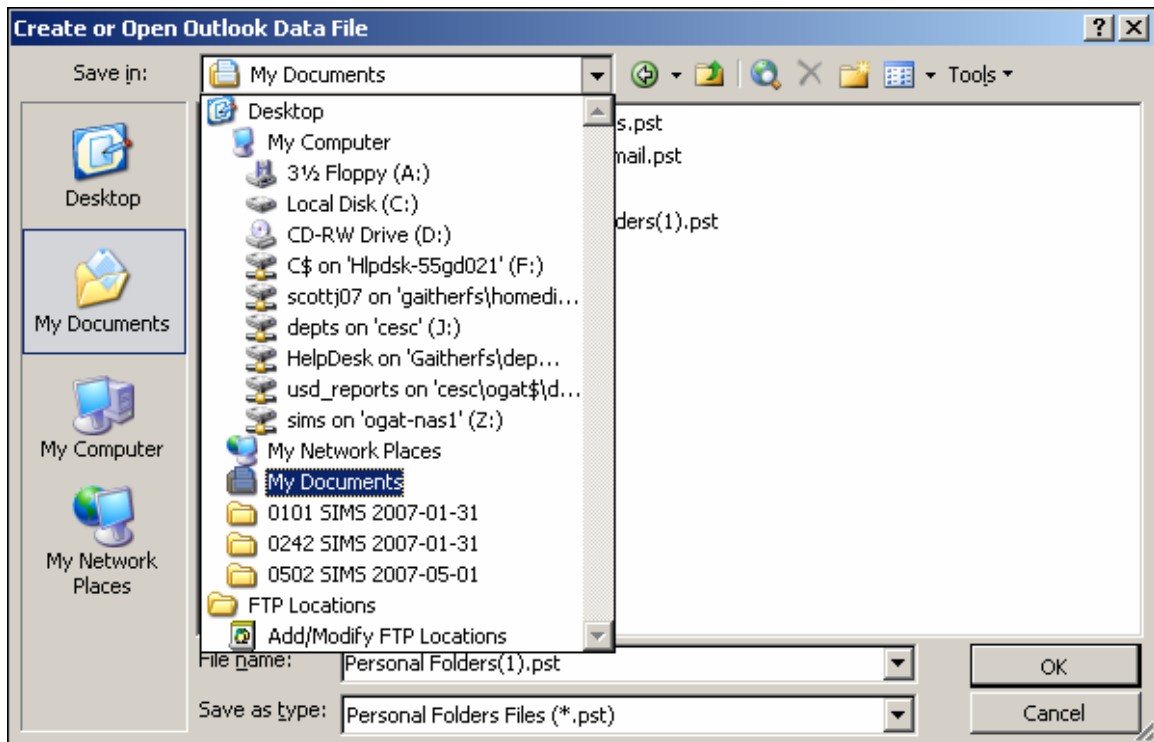 Create or Open Outlook Data File
Save in:
My Documents
Tools
Desktop
My Documents
My Computer
My Network
Places
Desktop
My Computer
3½ Floppy (A:)
Local Disk (C:)
CD-RW Drive (D:)
C$ on 'Hlpdsk-55gd021' (F:)
scottj07 on 'gaitherfs\homedi...
depts on 'cesc' (J:)
HelpDesk on 'Gaitherfs\dep...
usd_reports on 'cesc\ogat$\d...
sims on 'ogat-nas1' (Z:)
My Network Places
My Documents
0101 SIMS 2007-01-31
0242 SIMS 2007-01-31
0502 SIMS 2007-05-01
FTP Locations
Add/Modify FTP Locations
s.pst
mail.pst
ders(1).pst
File name:
Personal Folders(1).pst
OK
Save as type:
Personal Folders Files (*.pst)
Cancel